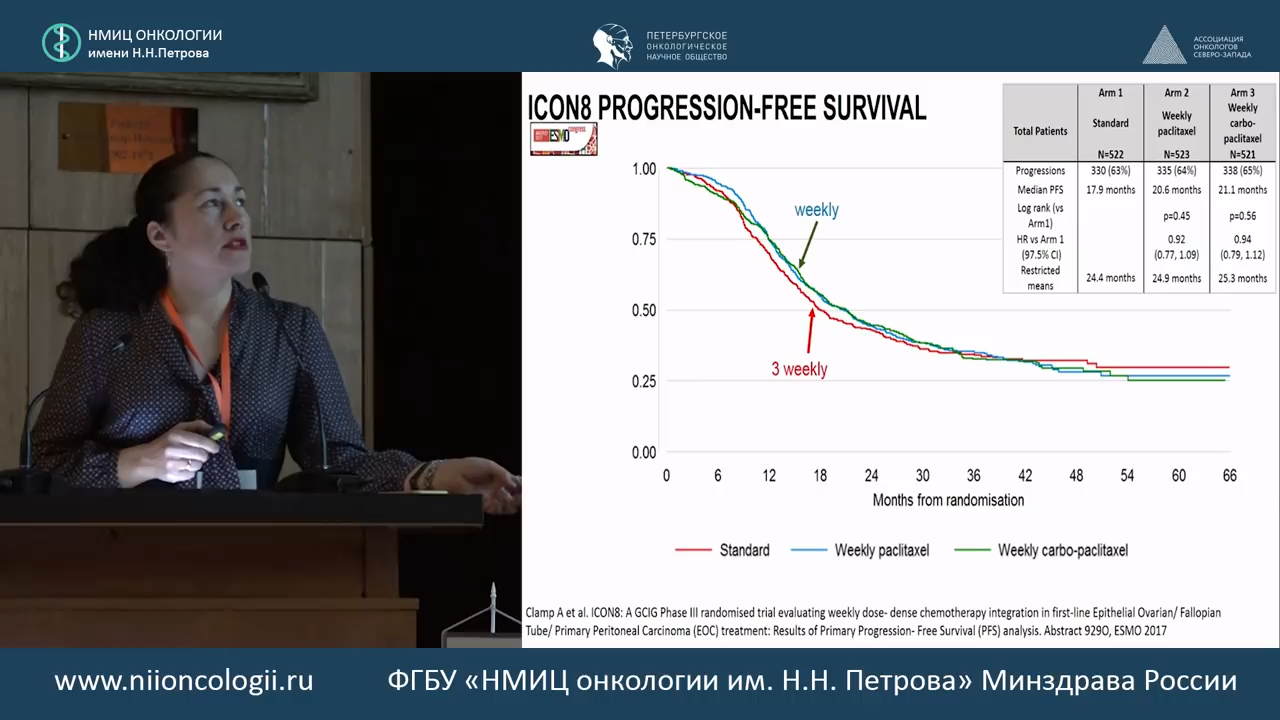 НМИЦ ОНКОЛОГИИ
имени Н.Н.Петрова
ПЕТЕРБУРГСКОЕ
ОНКОЛОГИЧЕСКОЕ
НАУЧНОЕ ОБЩЕСТВО
АССОЦИАЦИЯ
ОНКОЛОГОВ
СЕВЕРО-ЗАПАДА
ICON8 PROGRESSION-FREE SURVIVAL
ESMO congress
Total Patients
Arm 1
Standard
N=522
Arm 2
Weekly
paclitaxel
N=523
Arm 3
Weekly
carbo-
paclitaxel
N=521
Progressions 330 (63%) 335 (64%) 338 (65%)
Median PFS 17.9 months 20.6 months 21.1 months
Log rank (vs
Arm1) p=0.45 p=0.56
HR vs Arm 1 0.92 0.94
(97.5% CI) (0.77, 1.09) (0.79, 1.12)
Restricted
means 24.4 months 24.9 months 25.3 months
1.00
0.75
0.50
0.25
0.00
weekly
3 weekly
0 6 12 18 24 30 36 42 48 54 60 66
Months from randomisation
Standard Weekly paclitaxel Weekly carbo-paclitaxel
Clamp A et al. ICON8: A GCIG Phase III randomised trial evaluating weekly dose- dense chemotherapy integration in first-line Epithelial Ovarian/ Fallopian
Tube/ Primary Peritoneal Carcinoma (EOC) treatment: Results of Primary Progression- Free Survival (PFS) analysis. Abstract 929O, ESMO 2017
www.niioncologii.ru ФГБУ «НМИЦ онкологии им. Н.Н. Петрова» Минздрава России